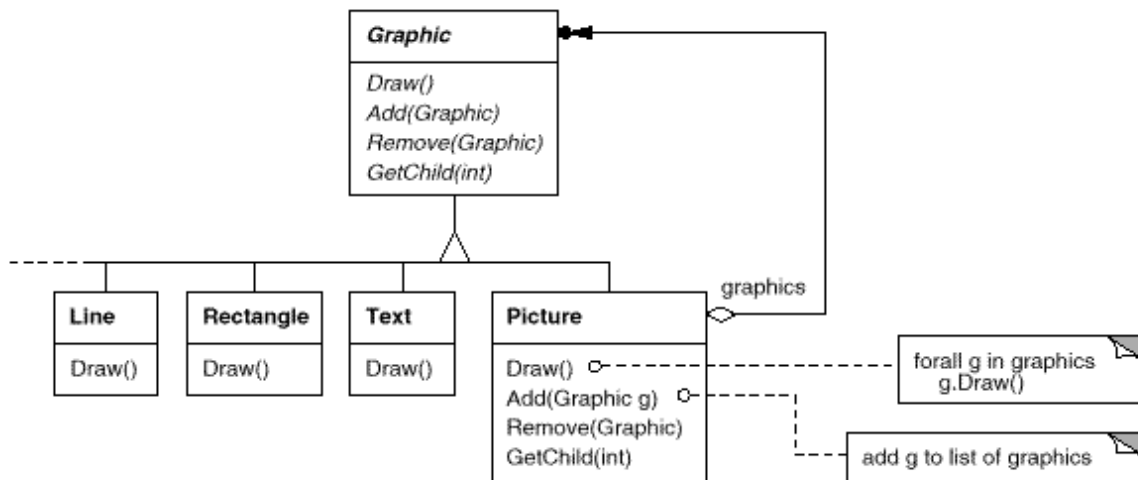 Graphic
Draw()
Add(Graphic)
Remove(Graphic)
GetChild(int)
graphics
Line
Draw()
Rectangle
Draw()
Text
Draw()
Picture
Draw()
Add(Graphic g)
Remove(Graphic)
GetChild(int)
forall g in graphics
g.Draw()
add g to list of graphics